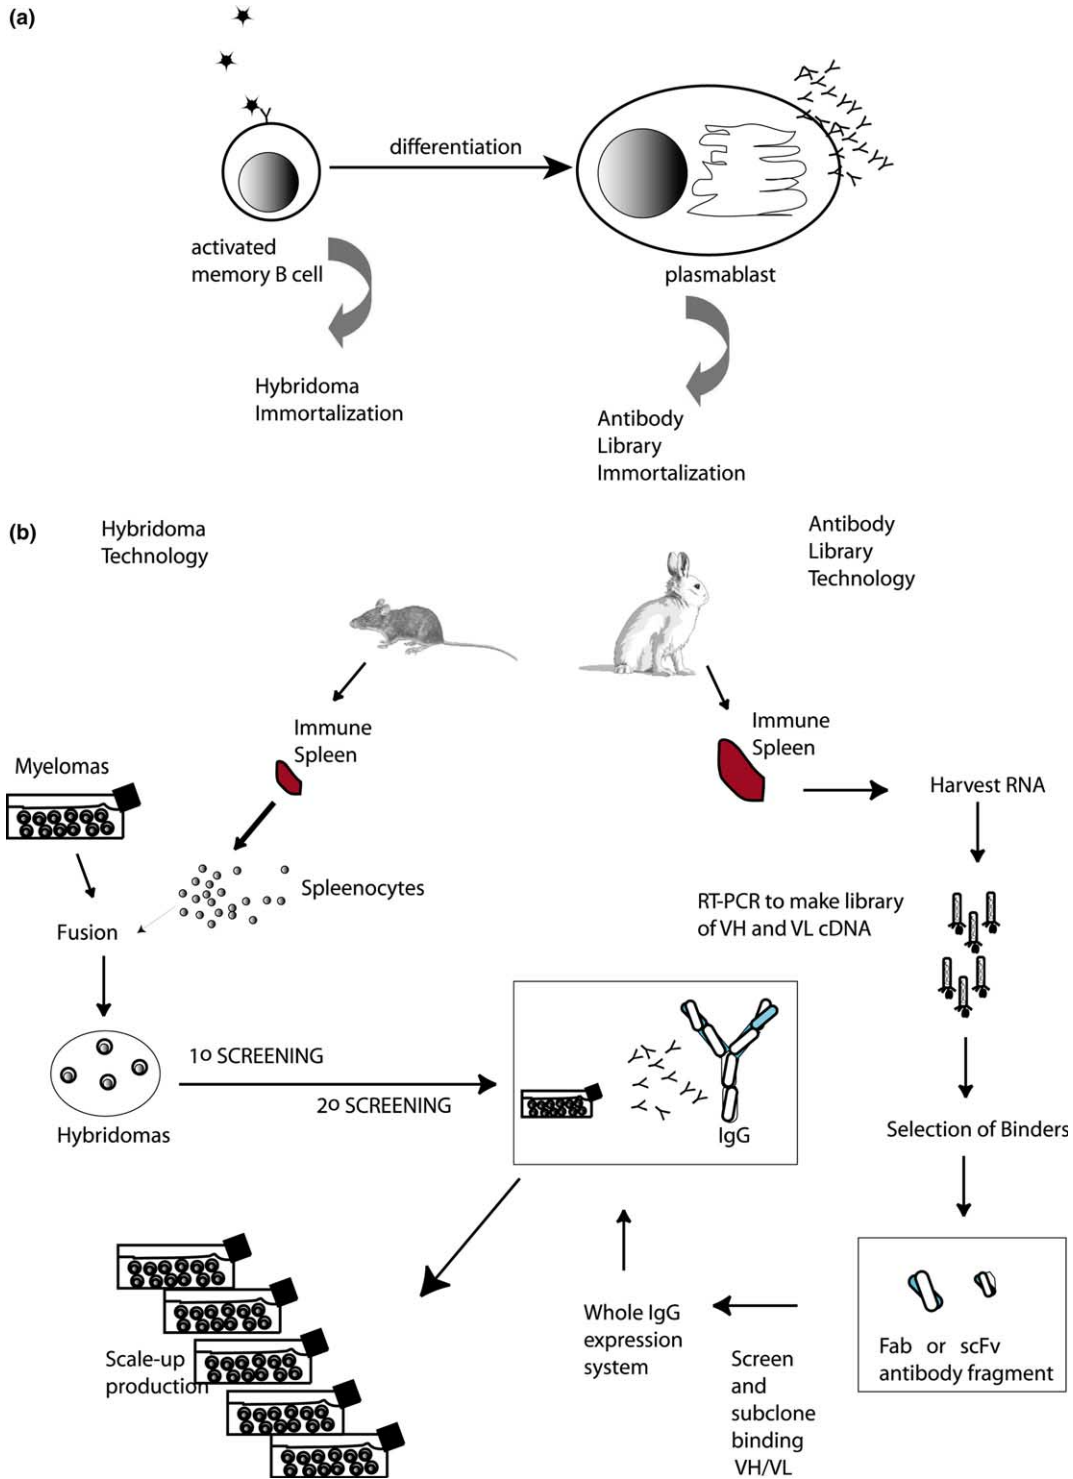 (a)
differentiation
activated
memory B cell
plasmablast
Hybridoma
Immortalization
Antibody
Library
Immortalization
(b)
Hybridoma
Technology
Antibody
Library
Technology
Immune
Spleen
Immune
Spleen
Myelomas
Harvest RNA
Spleenocytes
RT-PCR to make library
of VH and VL cDNA
Fusion
1o SCREENING
2o SCREENING
Hybridomas
IgG
Selection of Binders
Whole IgG
expression
system
Fab or scFv
antibody fragment
Scale-up
production
Screen
and
subclone
binding
VH/VL